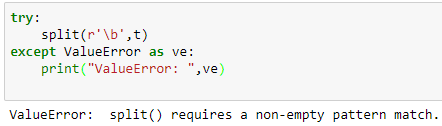 try:
    split(r'\b',t)
except ValueError as ve:
    print("ValueError: ",ve)
ValueError:  split() requires a non-empty pattern match.